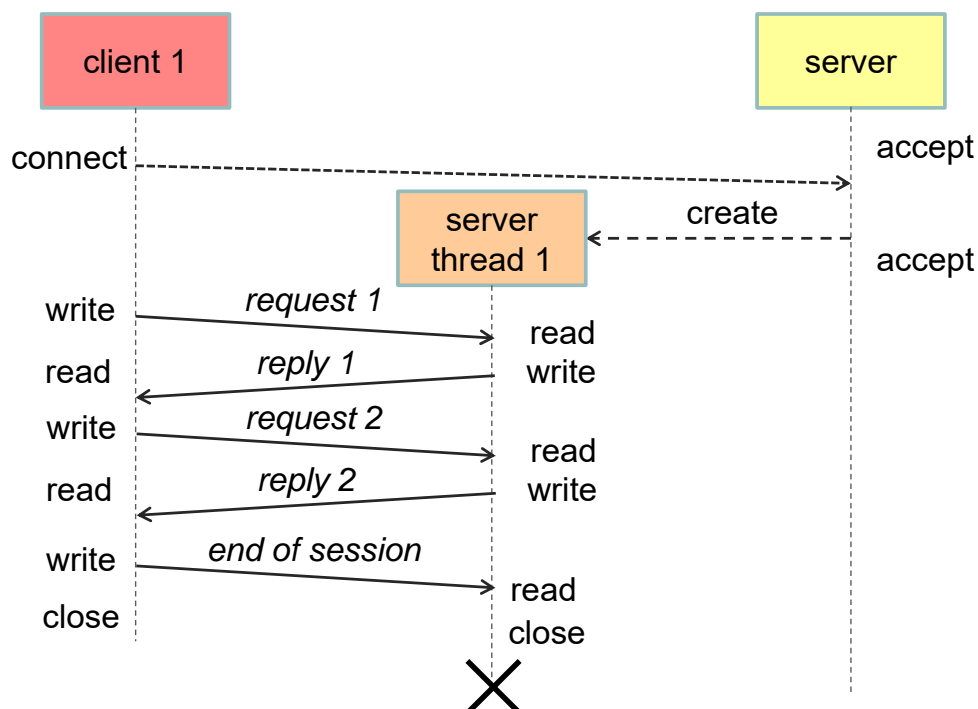 client 1
server
accept
connect
create
server
thread 1
accept
request 1
write
read
reply 1
read
write
request 2
write
read
reply 2
read
write
end of session
write
read
close
close